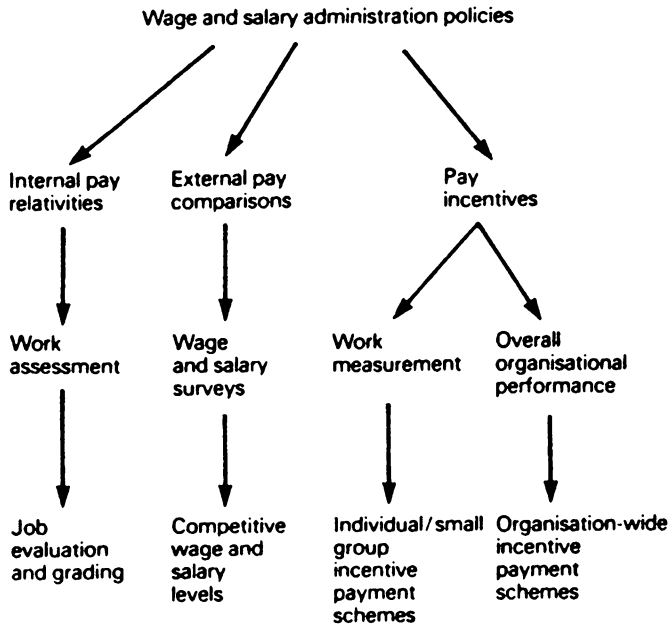 Wage and salary administration policies
Internal pay
relativities
External pay
comparisons
Pay
incentives
Work
assessment
Wage
and salary
surveys
Work
measurement
Overall
organisational
performance
Job
evaluation
and grading
Competitive
wage and
salary
levels
Individual/small
group
incentive
payment
schemes
Organisation-wide
incentive
payment
schemes